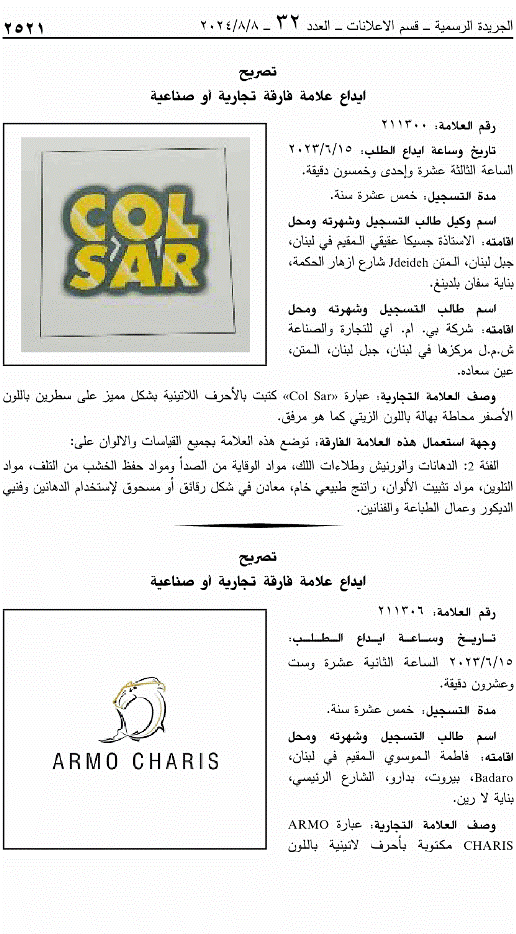 الجريدة الرسمية ــ قسم الاعلانات ــ العدد ٣٢ ــ ٢٠٢٤/٨/٨
٢٥٢١
تصريح
ايداع علامة فارقة تجارية او صناعية
رقم العلامة: ٢١١٣٠٠
تاريخ وساعة ايداع الطلب: ٢٠٢٣/٦/١٥
الساعة الثالثة عشرة وإحدى وخمسون دقيقة.
مدة التسجيل: خمس عشرة سنة.
اسم وكيل طالب التسجيل وشهرته ومحل
اقامته: الاستاذة جسيكا عقيقي المقيم في لبنان،
جبل لبنان، المتن Jdeideh شارع ازهار الحكمة،
بناية سفان بلدينغ.
اسم طالب التسجيل وشهرته ومحل
اقامته: شركة بي. ام. اي للتجارة والصناعة
ش.م.ل مركزها في لبنان، جبل لبنان، المتن،
عين سعاده.
COL
SAR
وصف العلامة التجارية: عبارة «Col Sar» كتبت بالأحرف اللاتينية بشكل مميز على سطرين باللون
الأصفر محاطة بهالة باللون الزيتي كما هو مرفق.
وجهة استعمال هذه العلامة الفارقة: توضع هذه العلامة بجميع القياسات والالوان على:
الفئة 2: الدهانات والورنيش وطلاءات اللك، مواد الوقاية من الصدأ ومواد حفظ الخشب من التلف، مواد
التلوين، مواد تثبيت الألوان، راتنج طبيعي خام، معادن في شكل رقائق أو مسحوق لإستخدام الدهانين وفنيي
الديكور وعمال الطباعة والفنانين.
تصريح
ايداع علامة فارقة تجارية او صناعية
رقم العلامة: ٢١١٣٠٦
تـاريـخ وسـاعـة ايـداع الـطـلـب:
٢٠٢٣/٦/١٥ الساعة الثانية عشرة وست
وعشرون دقيقة.
مدة التسجيل: خمس عشرة سنة.
اسم طالب التسجيل وشهرته ومحل
اقامته: فاطمة الموسوي المقيم في لبنان،
Badaro، بيروت، بدارو، الشارع الرئيسي،
بناية لا رين.
وصف العلامة التجارية: عبارة ARMO
CHARIS مكتوبة بأحرف لاتينية باللون
ARMO CHARIS